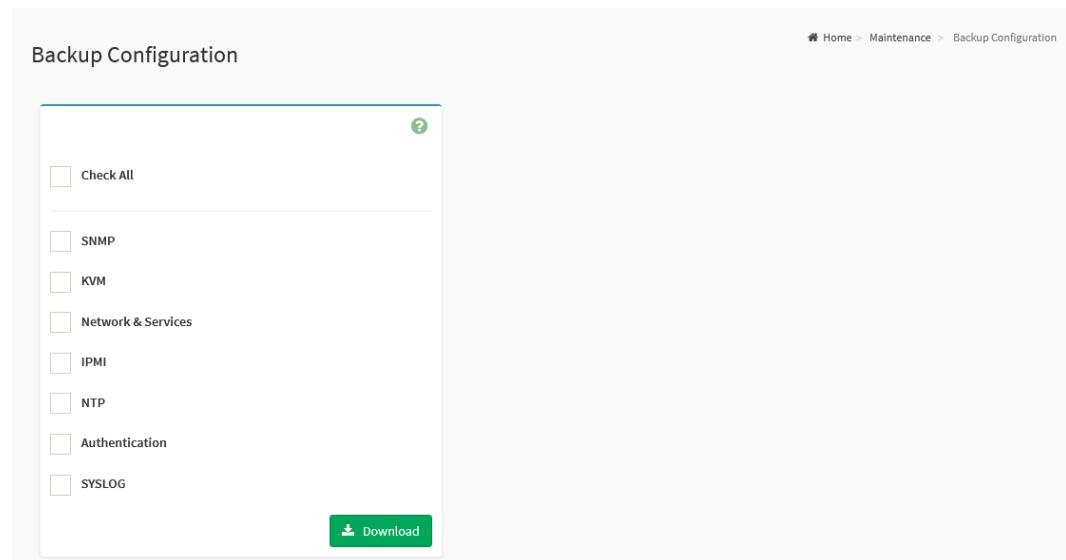 Home > Maintenance > Backup Configuration
Backup Configuration
?
Check All
SNMP
KVM
Network & Services
IPMI
NTP
Authentication
SYSLOG
Download